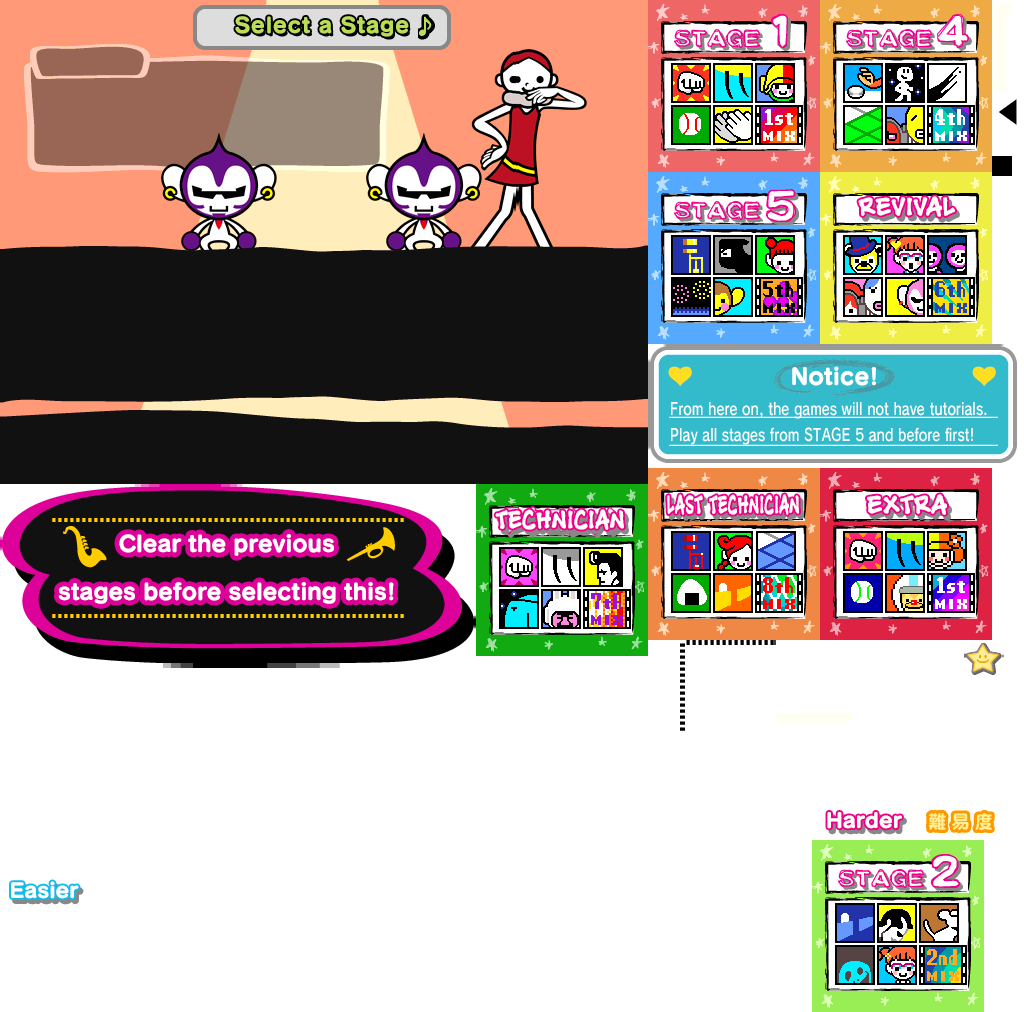 Select a Stage ♪
STAGE 1
1st
MIX
STAGE 4
4th
MIX
STAGE 5
5th
MIX
REVIVAL
6th
MIX
Notice!
From here on, the games will not have tutorials.
Play all stages from STAGE 5 and before first!
Clear the previous
stages before selecting this!
TECHNICIAN
7th
MIX
LAST TECHNICIAN
8th
MIX
EXTRA
1st
MIX
Harder
難易度
Easier
STAGE 2
2nd
MIX